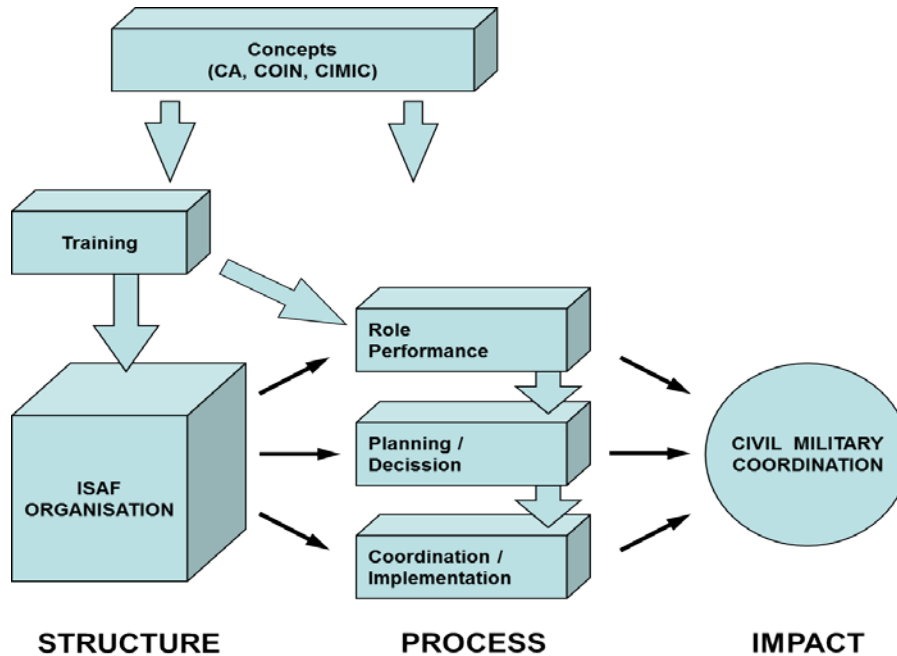 Concepts
(CA, COIN, CIMIC)
Training
Role
Performance
Planning /
Decission
ISAF
ORGANISATION
CIVIL MILITARY
COORDINATION
Coordination /
Implementation
STRUCTURE
PROCESS
IMPACT